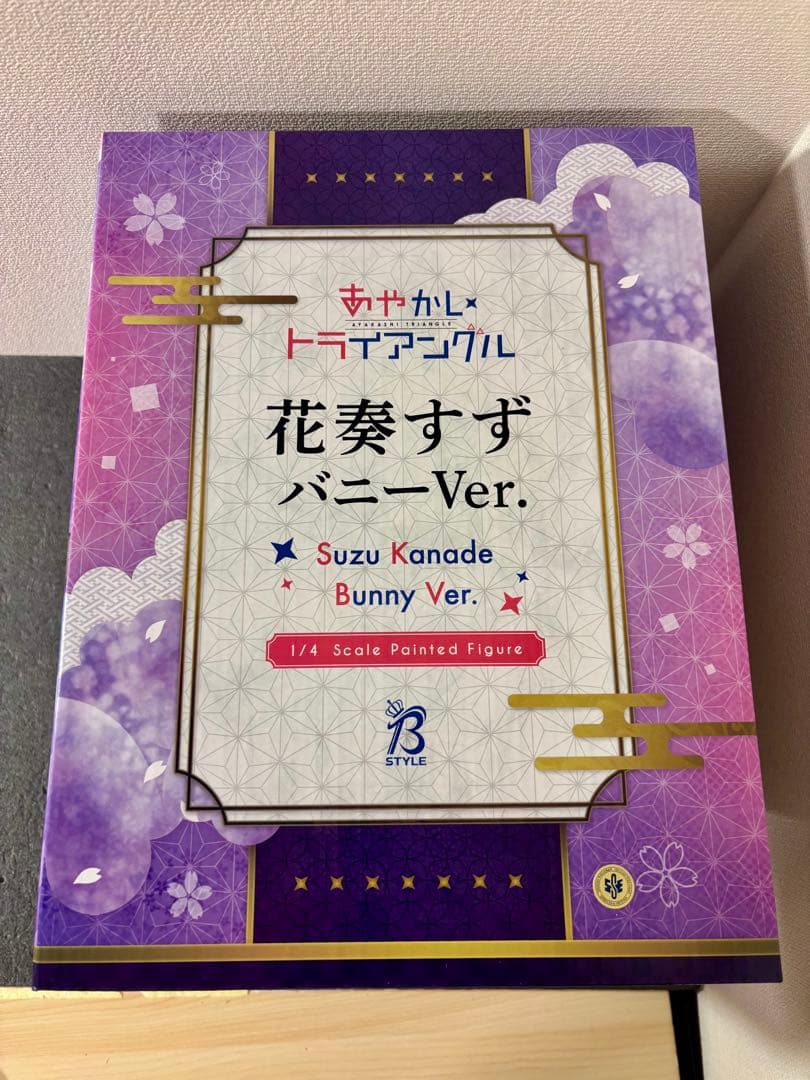 あやかし
AYAKASHI TRIANGLE
トライアングル
花奏すず
バニーVer.
Suzu Kanade
Bunny Ver.
1/4 Scale Painted Figure
B
STYLE